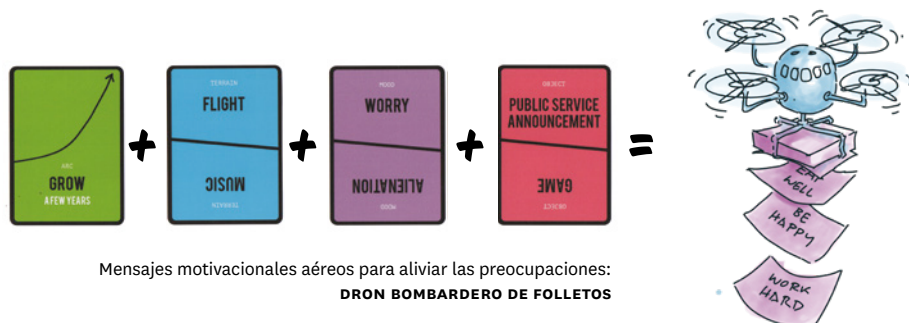 ARC
GROW
A FEW YEARS
+
TERRAIN
FLIGHT
MUSIC
TERRAIN
+
MOOD
WORRY
ALIENATION
MOOD
+
OBJECT
PUBLIC SERVICE
ANNOUNCEMENT
GAME
OBJECT
=
EAT
WELL
BE
HAPPY
WORK
HARD
Mensajes motivacionales aéreos para aliviar las preocupaciones:
DRON BOMBARDERO DE FOLLETOS